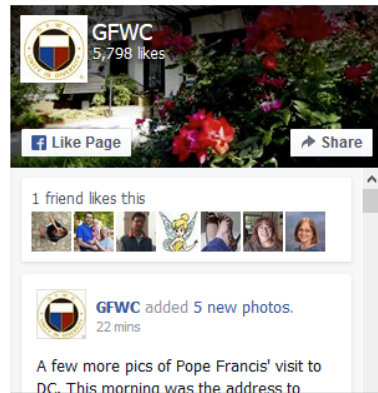 GFWC
5,798 likes
Like Page
Share
1 friend likes this
GFWC added 5 new photos.
22 mins
A few more pics of Pope Francis' visit to
DC. This morning was the address to